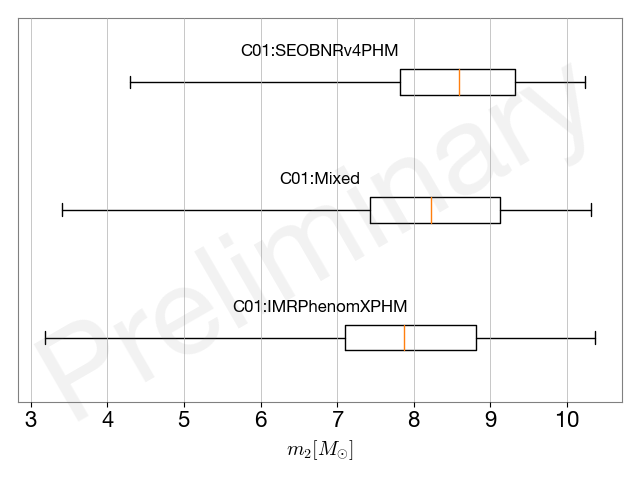 C01:SEOBNRv4PHM
C01:Mixed
C01:IMRPhenomXPHM
Preliminary
3 4 5 6 7 8 9 10
m₂[M☉]